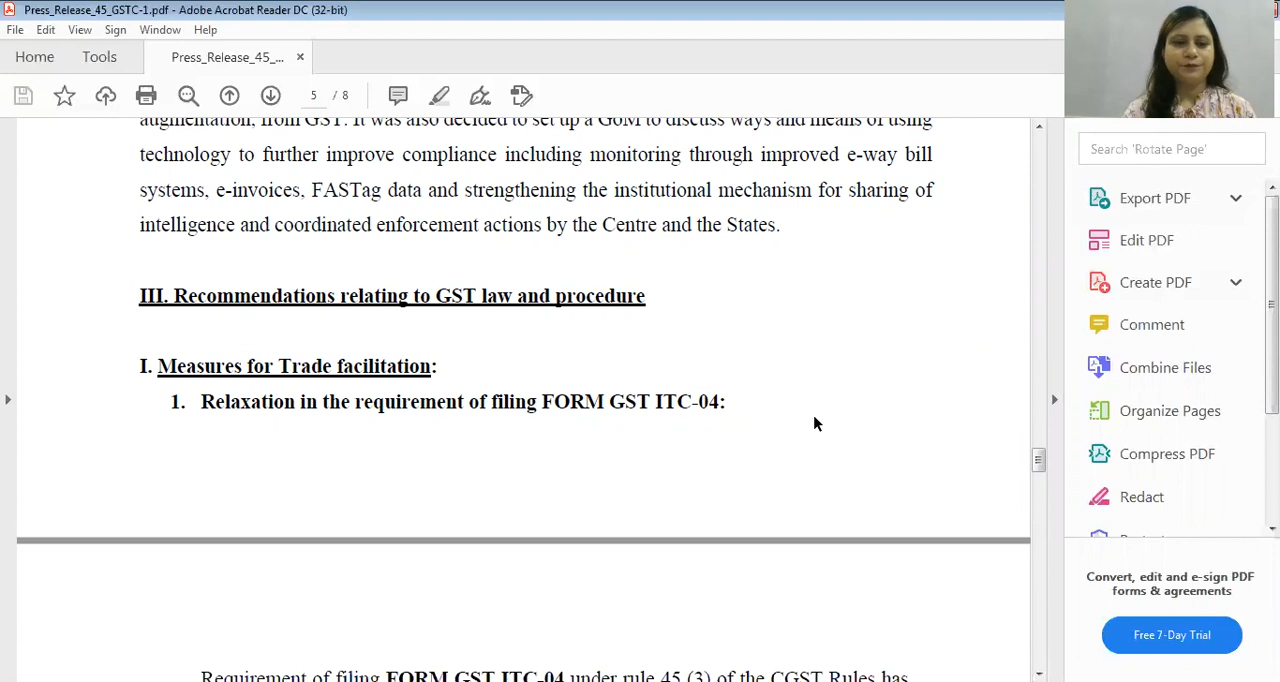 Press_Release_45_GSTC-1.pdf - Adobe Acrobat Reader DC (32-bit)
File Edit View Sign Window Help
Home Tools Press_Release_45_... ×
5 / 8
augmentation, from GST. It was also decided to set up a GoM to discuss ways and means of using
technology to further improve compliance including monitoring through improved e-way bill
systems, e-invoices, FASTag data and strengthening the institutional mechanism for sharing of
intelligence and coordinated enforcement actions by the Centre and the States.
III. Recommendations relating to GST law and procedure
I. Measures for Trade facilitation:
1. Relaxation in the requirement of filing FORM GST ITC-04:
Requirement of filing FORM GST ITC-04 under rule 45 (3) of the CGST Rules has
Search 'Rotate Page'
Export PDF
Edit PDF
Create PDF
Comment
Combine Files
Organize Pages
Compress PDF
Redact
Convert, edit and e-sign PDF
forms & agreements
Free 7-Day Trial